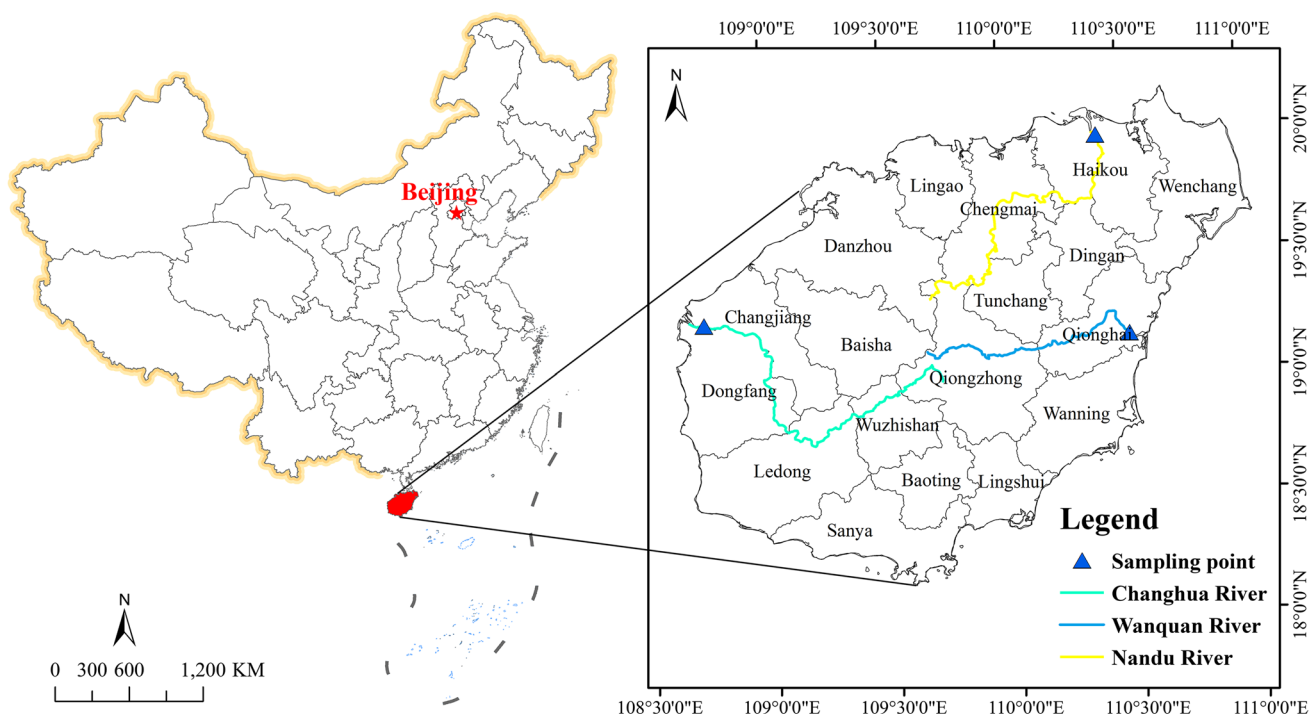 109°0'0"E 109°30'0"E 110°0'0"E 110°30'0"E 111°0'0"E
N
N
20°0'0"N
Haikou
Lingao
Wenchang
Beijing
Chengmai
Danzhou
19°30'0"N
Dingan
Tunchang
Changjiang
Qionghai
Baisha
19°0'0"N
Qiongzhong
Dongfang
Wanning
Wuzhishan
Ledong
Baoting
Lingshui
18°30'0"N
Legend
Sanya
Sampling point
Changhua River
18°0'0"N
Wanquan River
Nandu River
N
0 300 600 1,200 KM
108°30'0"E 109°0'0"E 109°30'0"E 110°0'0"E 110°30'0"E 111°0'0"E